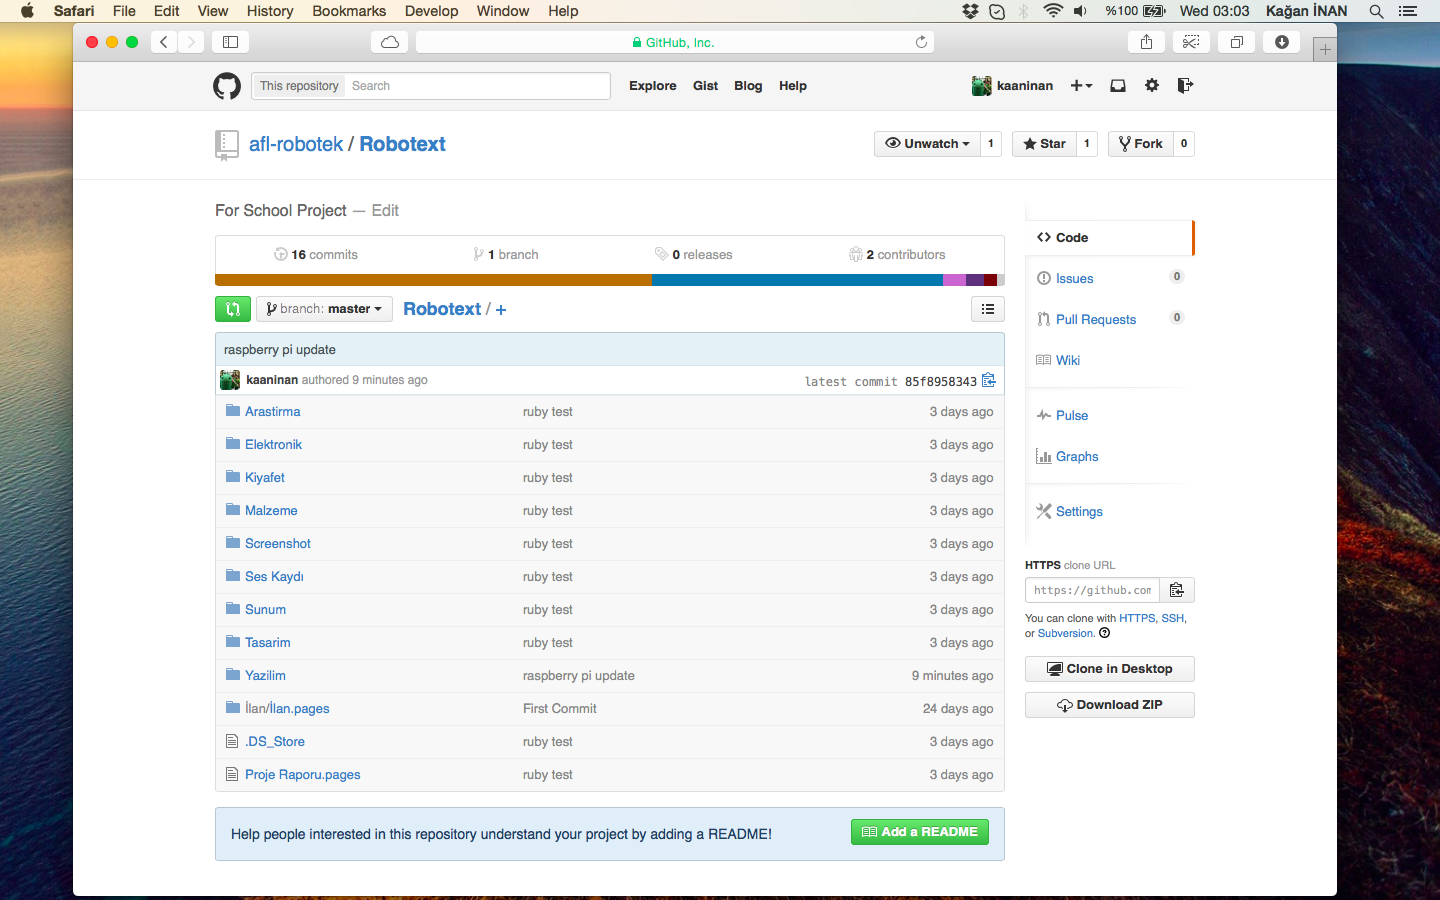 Safari File Edit View History Bookmarks Develop Window Help %100 Wed 03:03 Kağan İNAN
GitHub, Inc.
This repository Search Explore Gist Blog Help kaaninan
afl-robotek / Robotext Unwatch 1 Star 1 Fork 0
For School Project — Edit
16 commits 1 branch 0 releases 2 contributors
branch: master Robotext / +
raspberry pi update
kaaninan authored 9 minutes ago latest commit 85f8958343
Arastirma ruby test 3 days ago
Elektronik ruby test 3 days ago
Kiyafet ruby test 3 days ago
Malzeme ruby test 3 days ago
Screenshot ruby test 3 days ago
Ses Kaydı ruby test 3 days ago
Sunum ruby test 3 days ago
Tasarim ruby test 3 days ago
Yazilim raspberry pi update 9 minutes ago
İlan/İlan.pages First Commit 24 days ago
.DS_Store ruby test 3 days ago
Proje Raporu.pages ruby test 3 days ago
Help people interested in this repository understand your project by adding a README! Add a README
Code
Issues 0
Pull Requests 0
Wiki
Pulse
Graphs
Settings
HTTPS clone URL
https://github.com
You can clone with HTTPS, SSH,
or Subversion.
Clone in Desktop
Download ZIP